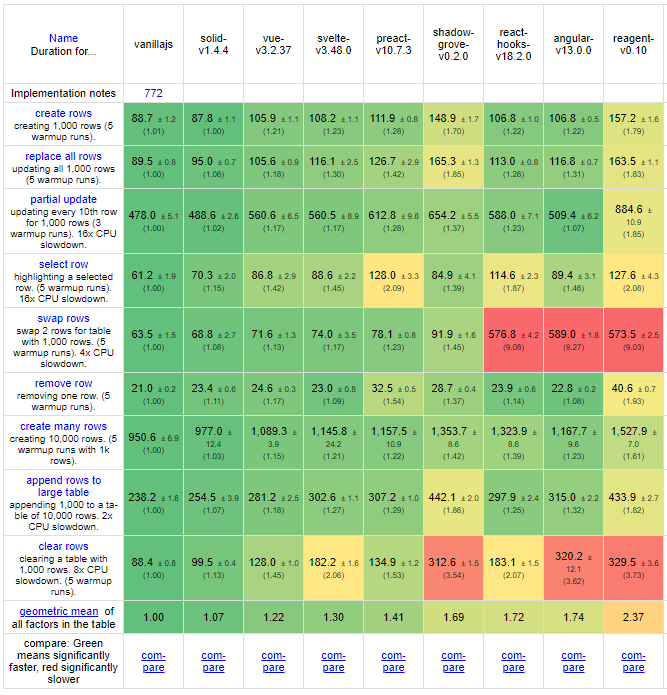 Name
Duration for...
vanillajs
solid-
v1.4.4
vue-
v3.2.37
svelte-
v3.48.0
preact-
v10.7.3
shadow-
grove-
v0.2.0
react-
hooks-
v18.2.0
angular-
v13.0.0
reagent-
v0.10
Implementation notes
772
create rows
creating 1,000 rows (5
warmup runs).
88.7 ± 1.2
(1.01)
87.8 ± 1.1
(1.00)
105.9 ± 1.1
(1.21)
108.2 ± 1.1
(1.23)
111.9 ± 0.8
(1.28)
148.9 ± 1.7
(1.70)
106.8 ± 1.0
(1.22)
106.8 ± 0.5
(1.22)
157.2 ± 1.6
(1.79)
replace all rows
updating all 1,000 rows
(5 warmup runs).
89.5 ± 0.8
(1.00)
95.0 ± 0.7
(1.06)
105.6 ± 0.9
(1.18)
116.1 ± 2.5
(1.30)
126.7 ± 2.9
(1.42)
165.3 ± 1.3
(1.85)
113.0 ± 0.8
(1.26)
116.8 ± 0.7
(1.31)
163.5 ± 1.1
(1.83)
partial update
updating every 10th row
for 1,000 rows (3
warmup runs). 16x CPU
slowdown.
478.0 ± 5.1
(1.00)
488.6 ± 2.6
(1.02)
560.6 ± 6.5
(1.17)
560.5 ± 8.9
(1.17)
612.8 ± 9.8
(1.28)
654.2 ± 5.5
(1.37)
588.0 ± 7.1
(1.23)
509.4 ± 6.2
(1.07)
884.6 ±
10.9
(1.85)
select row
highlighting a selected
row. (5 warmup runs).
16x CPU slowdown.
61.2 ± 1.9
(1.00)
70.3 ± 2.0
(1.15)
86.8 ± 2.9
(1.42)
88.6 ± 2.2
(1.45)
128.0 ± 3.3
(2.09)
84.9 ± 4.1
(1.39)
114.6 ± 2.3
(1.87)
89.4 ± 3.1
(1.46)
127.6 ± 4.3
(2.08)
swap rows
swap 2 rows for table
with 1,000 rows. (5
warmup runs). 4x CPU
slowdown.
63.5 ± 1.5
(1.00)
68.8 ± 2.7
(1.08)
71.6 ± 1.3
(1.13)
74.0 ± 3.5
(1.17)
78.1 ± 0.8
(1.23)
91.9 ± 1.6
(1.45)
576.8 ± 4.2
(9.08)
589.0 ± 1.8
(9.27)
573.5 ± 2.5
(9.03)
remove row
removing one row. (5
warmup runs).
21.0 ± 0.2
(1.00)
23.4 ± 0.6
(1.11)
24.6 ± 0.3
(1.17)
23.0 ± 0.8
(1.09)
32.5 ± 0.5
(1.54)
28.7 ± 0.4
(1.37)
23.9 ± 0.6
(1.14)
22.8 ± 0.2
(1.08)
40.6 ± 0.7
(1.93)
create many rows
creating 10,000 rows. (5
warmup runs with 1k
rows).
950.6 ± 6.9
(1.00)
977.0 ±
12.4
(1.03)
1,089.3 ±
3.9
(1.15)
1,145.8 ±
24.2
(1.21)
1,157.5 ±
10.9
(1.22)
1,353.7 ±
8.6
(1.42)
1,323.9 ±
8.6
(1.39)
1,167.7 ±
9.6
(1.23)
1,527.9 ±
7.0
(1.61)
append rows to
large table
appending 1,000 to a ta-
ble of 10,000 rows. 2x
CPU slowdown.
238.2 ± 1.6
(1.00)
254.5 ± 3.9
(1.07)
281.2 ± 2.5
(1.18)
302.6 ± 1.1
(1.27)
307.2 ± 1.0
(1.29)
442.1 ± 2.0
(1.86)
297.9 ± 2.4
(1.25)
315.0 ± 2.2
(1.32)
433.9 ± 2.7
(1.82)
clear rows
clearing a table with
1,000 rows. 8x CPU
slowdown. (5 warmup
runs).
88.4 ± 0.8
(1.00)
99.5 ± 0.4
(1.13)
128.0 ± 1.0
(1.45)
182.2 ± 1.6
(2.06)
134.9 ± 1.2
(1.53)
312.6 ± 1.5
(3.54)
183.1 ± 1.5
(2.07)
320.2 ±
12.1
(3.62)
329.5 ± 3.6
(3.73)
geometric mean of
all factors in the table
1.00
1.07
1.22
1.30
1.41
1.69
1.72
1.74
2.37
compare: Green
means significantly
faster, red significantly
slower
com-
pare
com-
pare
com-
pare
com-
pare
com-
pare
com-
pare
com-
pare
com-
pare
com-
pare